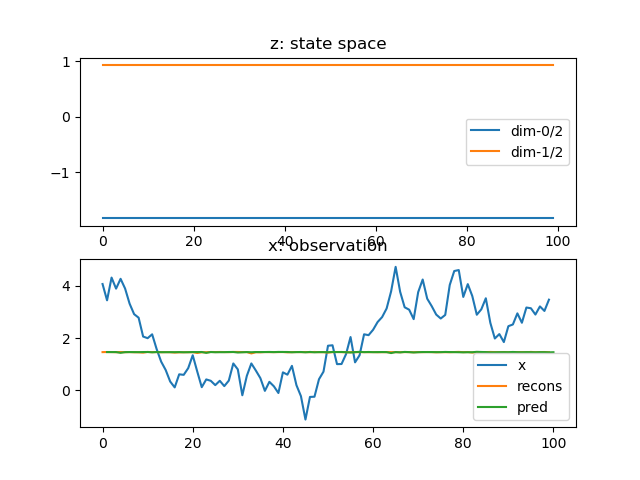 z: state space
1
0
−1
dim-0/2
dim-1/2
0 20 40 60 80 100
x: observation
4
2
0
x
recons
pred
0 20 40 60 80 100